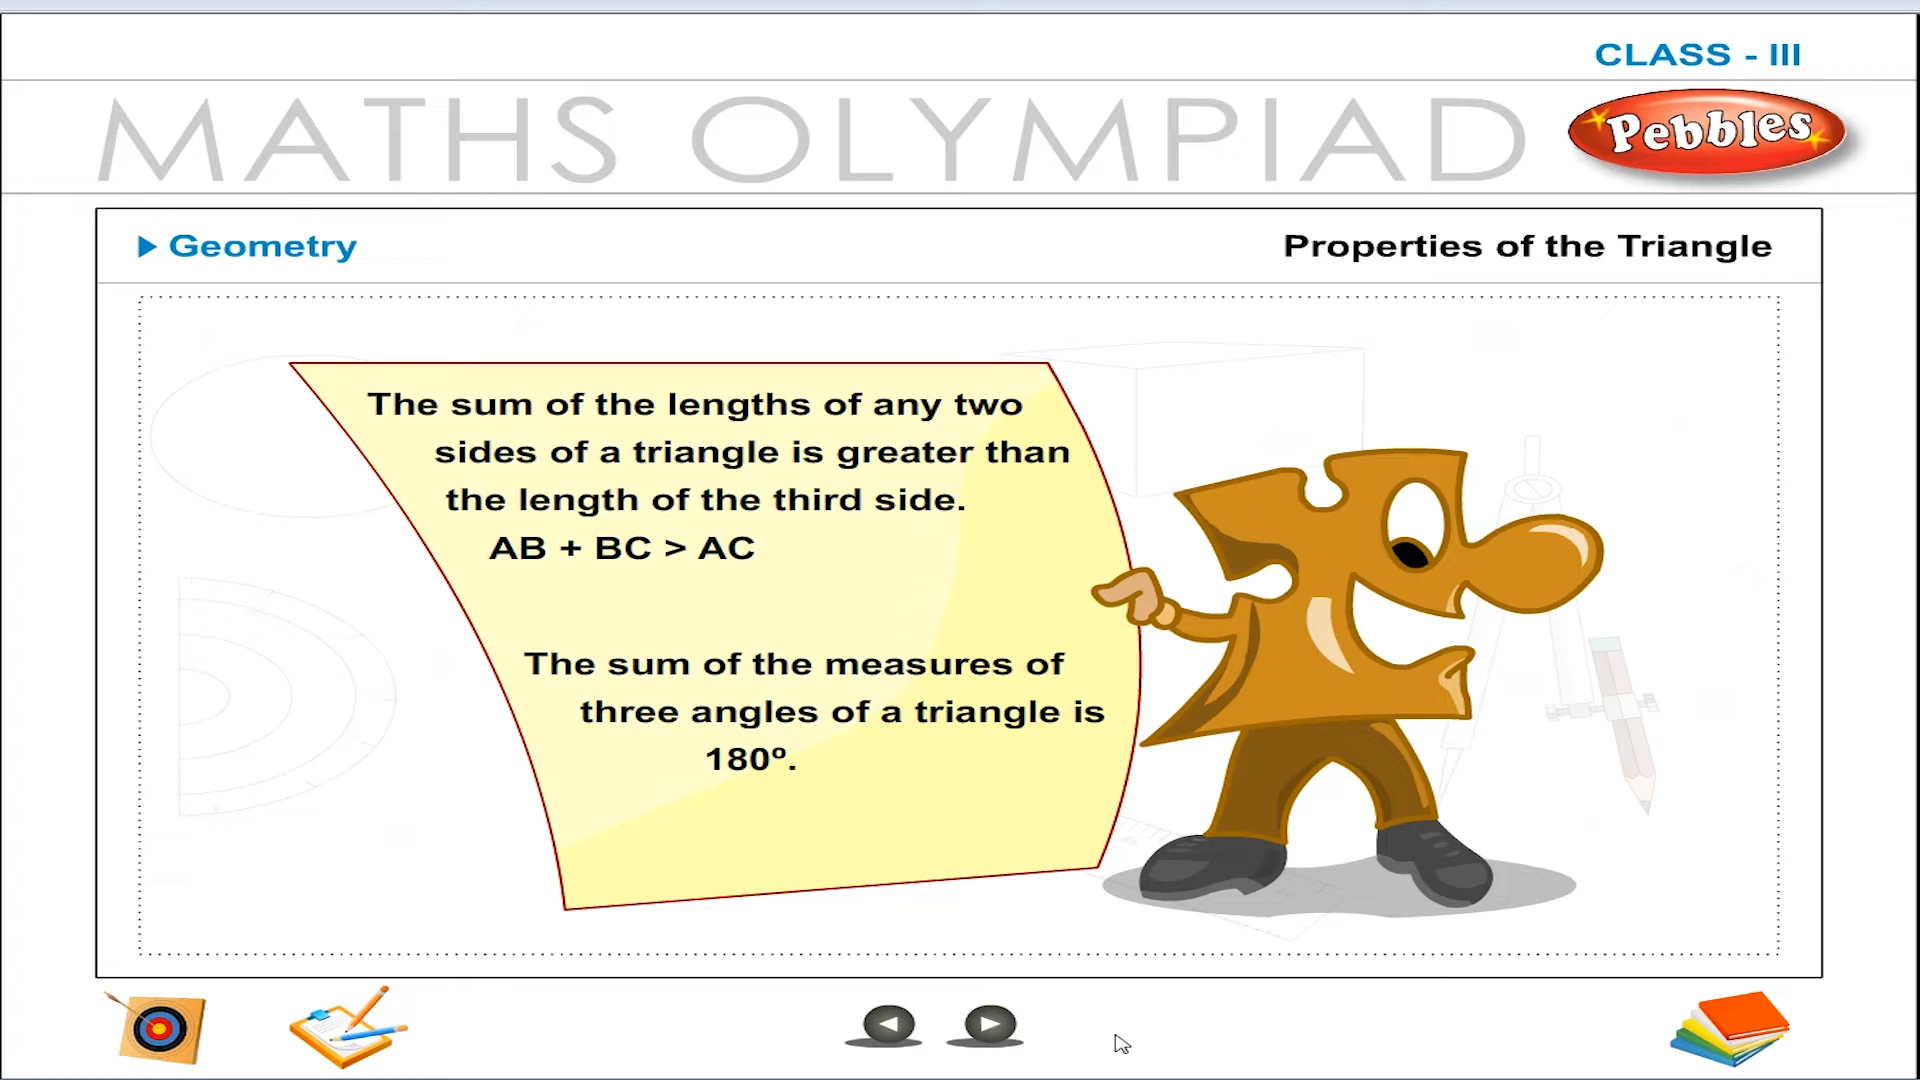 CLASS - III
MATHS OLYMPIAD
Pebbles
Geometry
Properties of the Triangle
The sum of the lengths of any two
sides of a triangle is greater than
the length of the third side.
AB + BC > AC
The sum of the measures of
three angles of a triangle is
180º.